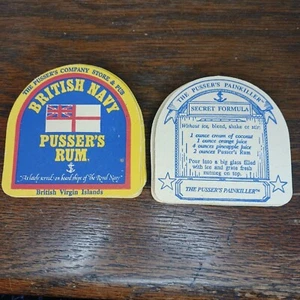 THE PUSSER'S COMPANY STORE & PUB
BRITISH NAVY
PUSSER'S
RUM®
"As lately served on board ships of the Royal Navy"
British Virgin Islands
THE PUSSER'S PAINKILLER™
SECRET FORMULA
Without ice, blend, shake or stir:
1 ounce cream of coconut
1 ounce orange juice
4 ounces pineapple juice
2 ounces Pusser's Rum
Pour into a big glass filled
with ice and grate fresh
nutmeg on top.
THE PUSSER'S PAINKILLER™